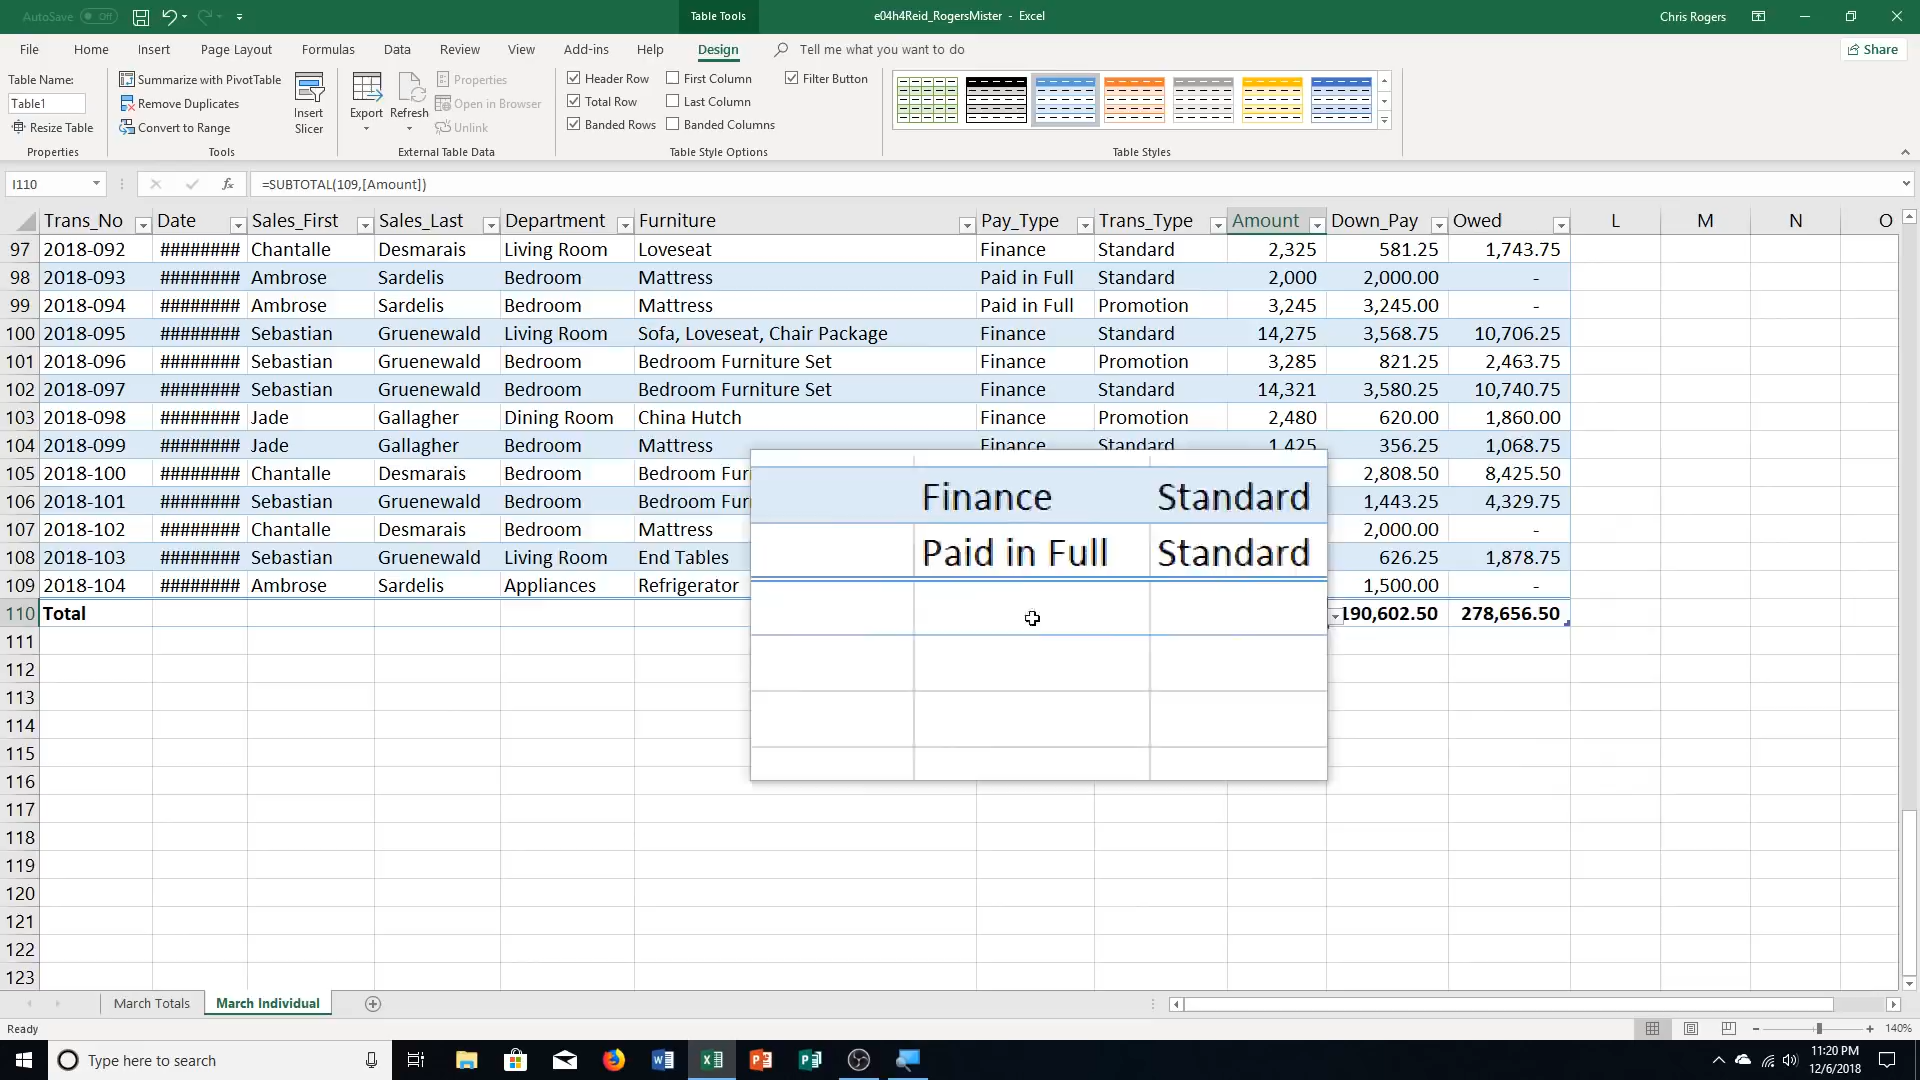 AutoSave Off
Table Tools
e04h4Reid_RogersMister - Excel
Chris Rogers
File Home Insert Page Layout Formulas Data Review View Add-ins Help Design Tell me what you want to do Share
Table Name:
Table1
Resize Table
Properties
Summarize with PivotTable
Remove Duplicates
Convert to Range
Tools
Insert Slicer
Export
Refresh
Properties
Open in Browser
Unlink
External Table Data
Header Row
Total Row
Banded Rows
First Column
Last Column
Banded Columns
Filter Button
Table Style Options
Table Styles
I110 fx =SUBTOTAL(109,[Amount])
Trans_No Date Sales_First Sales_Last Department Furniture Pay_Type Trans_Type Amount Down_Pay Owed L M N O
97 2018-092 ######## Chantalle Desmarais Living Room Loveseat Finance Standard 2,325 581.25 1,743.75
98 2018-093 ######## Ambrose Sardelis Bedroom Mattress Paid in Full Standard 2,000 2,000.00 -
99 2018-094 ######## Ambrose Sardelis Bedroom Mattress Paid in Full Promotion 3,245 3,245.00 -
100 2018-095 ######## Sebastian Gruenewald Living Room Sofa, Loveseat, Chair Package Finance Standard 14,275 3,568.75 10,706.25
101 2018-096 ######## Sebastian Gruenewald Bedroom Bedroom Furniture Set Finance Promotion 3,285 821.25 2,463.75
102 2018-097 ######## Sebastian Gruenewald Bedroom Bedroom Furniture Set Finance Standard 14,321 3,580.25 10,740.75
103 2018-098 ######## Jade Gallagher Dining Room China Hutch Finance Promotion 2,480 620.00 1,860.00
104 2018-099 ######## Jade Gallagher Bedroom Mattress Finance Standard 1,425 356.25 1,068.75
105 2018-100 ######## Chantalle Desmarais Bedroom Bedroom Fur 2,808.50 8,425.50
106 2018-101 ######## Sebastian Gruenewald Bedroom Bedroom Fur 1,443.25 4,329.75
107 2018-102 ######## Chantalle Desmarais Bedroom Mattress 2,000.00 -
108 2018-103 ######## Sebastian Gruenewald Living Room End Tables 626.25 1,878.75
109 2018-104 ######## Ambrose Sardelis Appliances Refrigerator 1,500.00 -
110 Total 190,602.50 278,656.50
Finance Standard
Paid in Full Standard
111
112
113
114
115
116
117
118
119
120
121
122
123
March Totals March Individual
Ready
140%
Type here to search
11:20 PM
12/6/2018